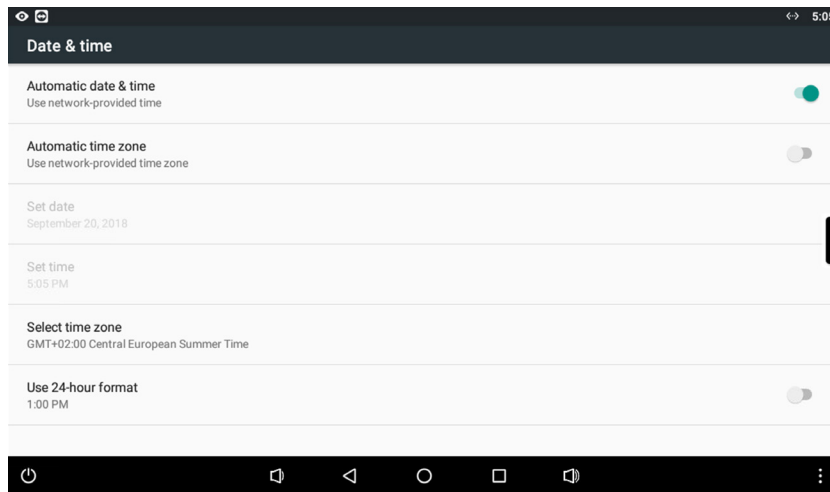 5:0
Date & time
Automatic date & time
Use network-provided time
Automatic time zone
Use network-provided time zone
Set date
September 20, 2018
Set time
5:05 PM
Select time zone
GMT+02:00 Central European Summer Time
Use 24-hour format
1:00 PM